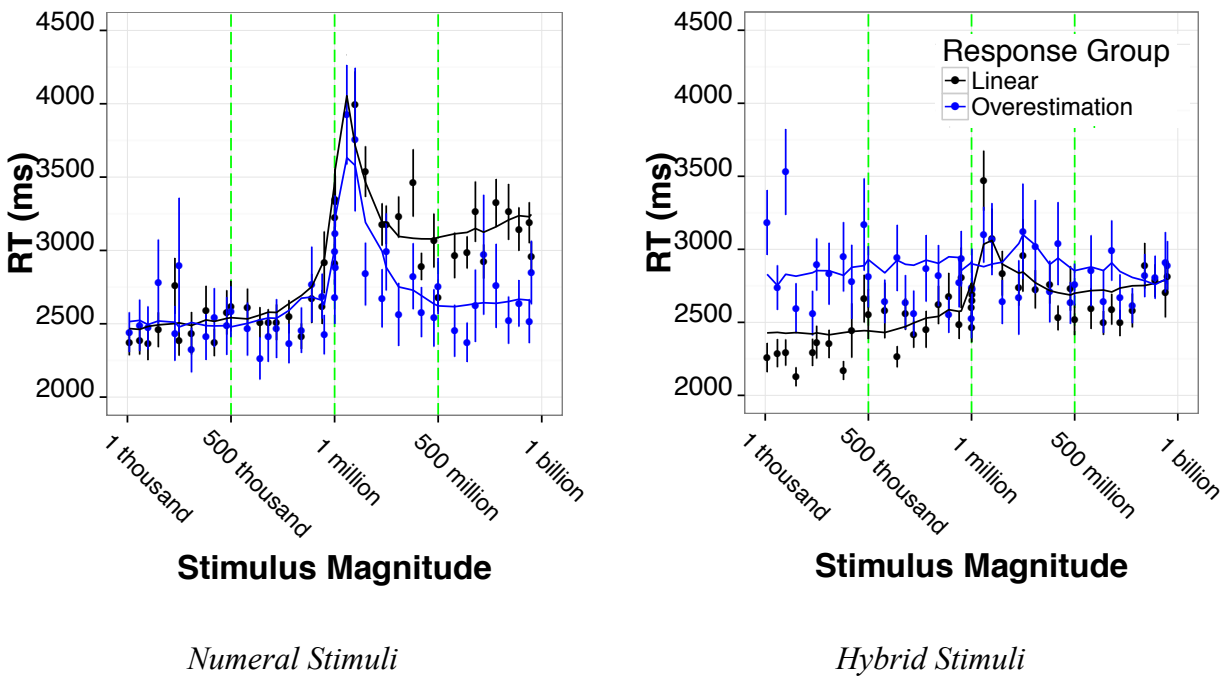 4500
4000
3500
3000
2500
2000
RT (ms)
1 thousand
500 thousand
1 million
500 million
1 billion
Stimulus Magnitude
Numeral Stimuli
4500
4000
3500
3000
2500
2000
RT (ms)
Response Group
Linear
Overestimation
1 thousand
500 thousand
1 million
500 million
1 billion
Stimulus Magnitude
Hybrid Stimuli